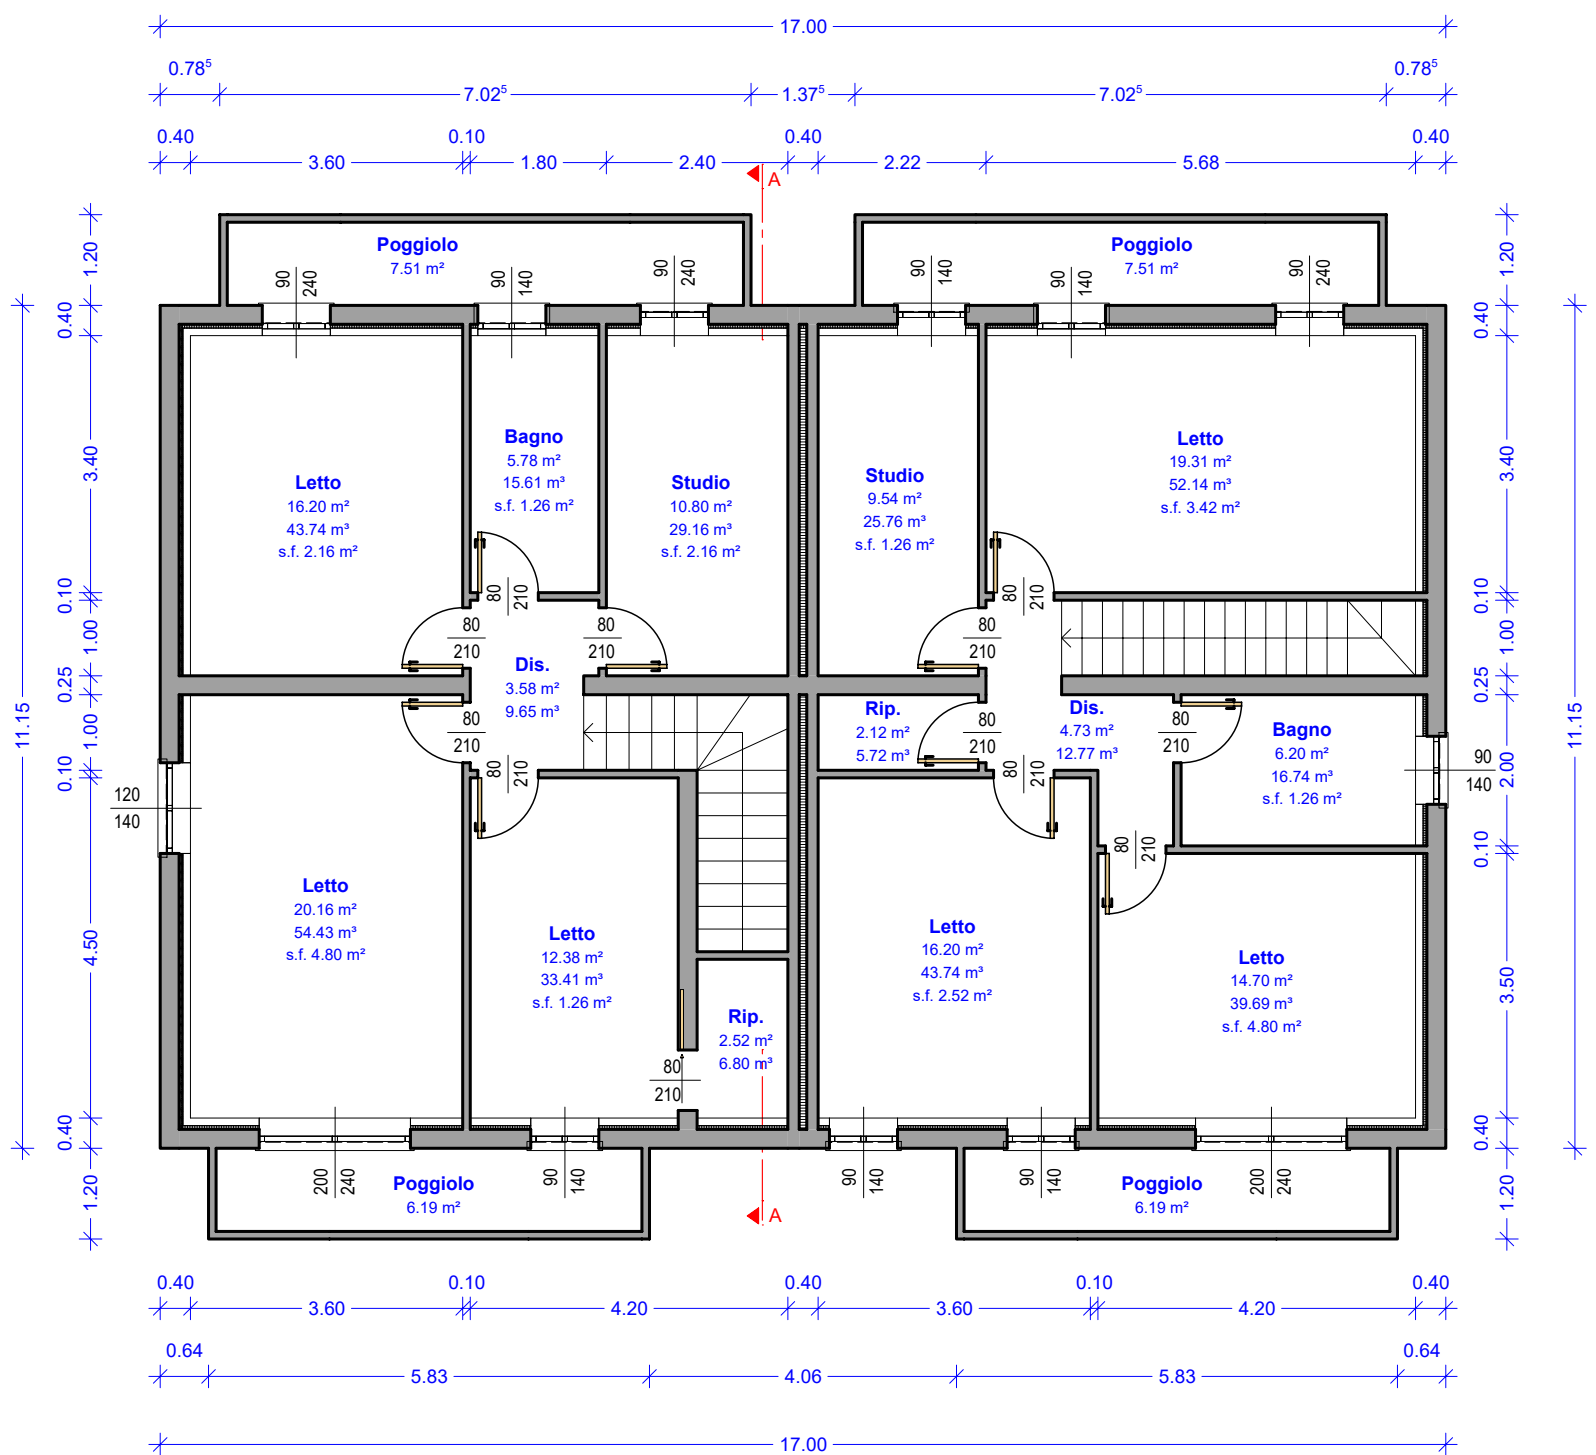 17.00
0.78⁵
0.78⁵
7.02⁵
1.37⁵
7.02⁵
0.40
0.10
0.40
0.40
3.60
1.80
2.40
2.22
5.68
A
1.20
0.40
3.40
0.10
1.00
0.25
1.00
0.10
4.50
0.40
1.20
11.15
Poggiolo
7.51 m²
90
240
90
140
90
240
Poggiolo
7.51 m²
90
140
90
140
90
240
Letto
16.20 m²
43.74 m³
s.f. 2.16 m²
Bagno
5.78 m²
15.61 m³
s.f. 1.26 m²
Studio
10.80 m²
29.16 m³
s.f. 2.16 m²
Studio
9.54 m²
25.76 m³
s.f. 1.26 m²
Letto
19.31 m²
52.14 m³
s.f. 3.42 m²
80
210
80
210
80
210
80
210
80
210
Dis.
3.58 m²
9.65 m³
80
210
80
210
Rip.
2.12 m²
5.72 m³
80
210
80
210
Dis.
4.73 m²
12.77 m³
80
210
Bagno
6.20 m²
16.74 m³
s.f. 1.26 m²
90
140
120
140
80
210
Letto
20.16 m²
54.43 m³
s.f. 4.80 m²
Letto
12.38 m²
33.41 m³
s.f. 1.26 m²
Rip.
2.52 m²
6.80 m³
80
210
Letto
16.20 m²
43.74 m³
s.f. 2.52 m²
Letto
14.70 m²
39.69 m³
s.f. 4.80 m²
200
240
90
140
Poggiolo
6.19 m²
90
140
90
140
200
240
Poggiolo
6.19 m²
A
1.20
0.40
3.40
0.10
1.00
0.25
2.00
0.10
3.50
0.40
1.20
11.15
0.40
0.10
0.40
0.10
0.40
3.60
4.20
3.60
4.20
0.64
0.64
5.83
4.06
5.83
17.00